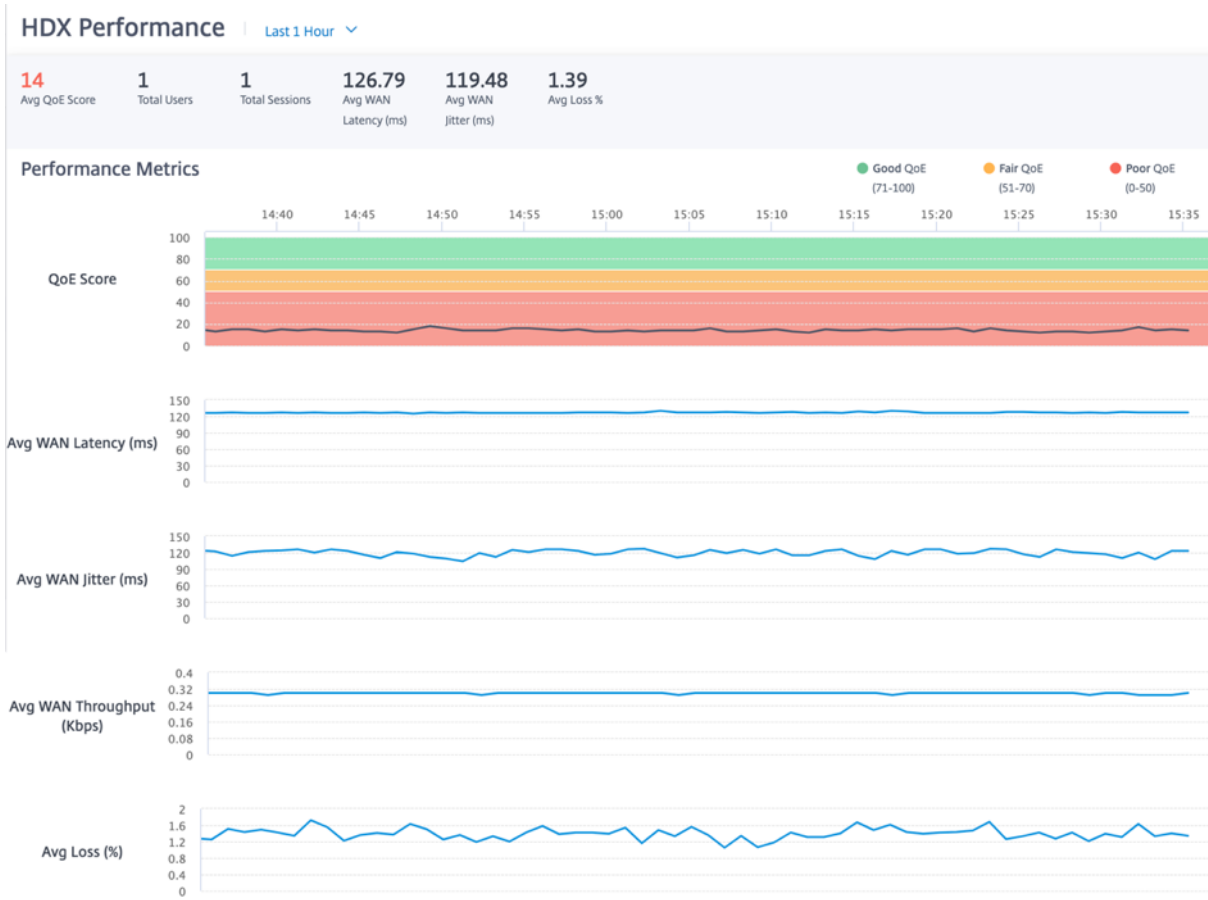 HDX Performance
Last 1 Hour
14 1 1 126.79 119.48 1.39
Avg QoE Score Total Users Total Sessions Avg WAN Avg WAN Avg Loss %
Latency (ms) Jitter (ms)
Performance Metrics
Good QoE Fair QoE Poor QoE
(71-100) (51-70) (0-50)
14:40 14:45 14:50 14:55 15:00 15:05 15:10 15:15 15:20 15:25 15:30 15:35
QoE Score
100
80
60
40
20
0
Avg WAN Latency (ms)
150
120
90
60
30
0
Avg WAN Jitter (ms)
150
120
90
60
30
0
Avg WAN Throughput
(Kbps)
0.4
0.32
0.24
0.16
0.08
0
Avg Loss (%)
2
1.6
1.2
0.8
0.4
0